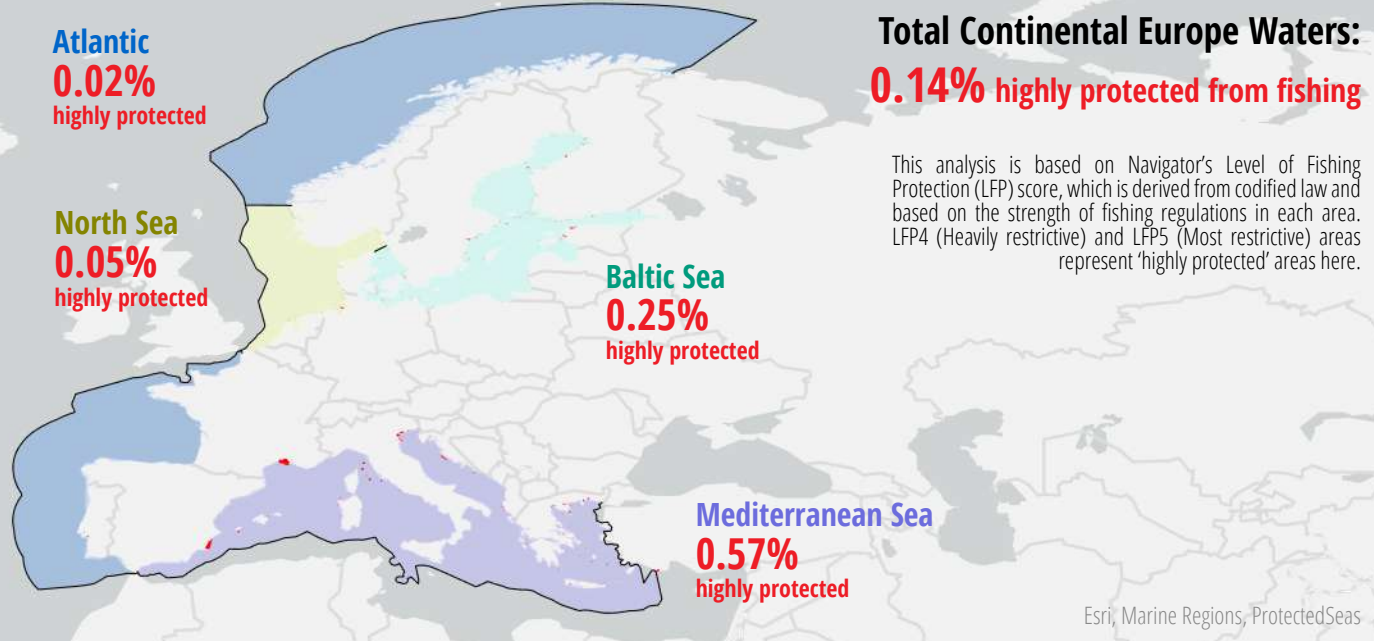 Atlantic
0.02%
highly protected
North Sea
0.05%
highly protected
Baltic Sea
0.25%
highly protected
Mediterranean Sea
0.57%
highly protected
Total Continental Europe Waters:
0.14% highly protected from fishing
This analysis is based on Navigator's Level of Fishing
Protection (LFP) score, which is derived from codified law and
based on the strength of fishing regulations in each area.
LFP4 (Heavily restrictive) and LFP5 (Most restrictive) areas
represent ‘highly protected’ areas here.
Esri, Marine Regions, ProtectedSeas